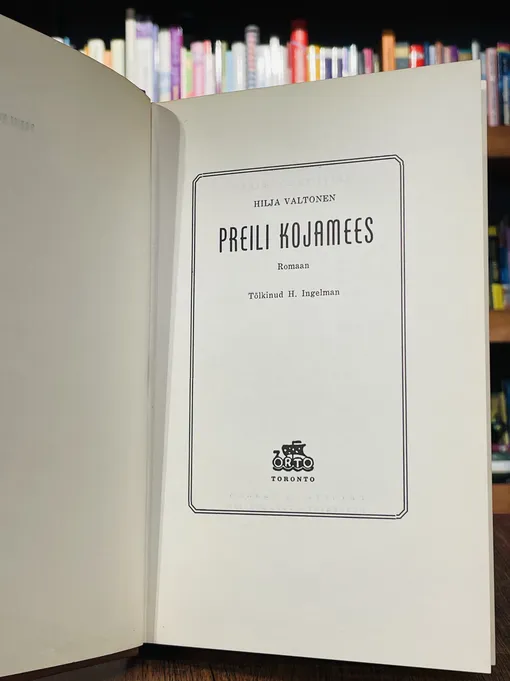 HILJA VALTONEN
PREILI KOJAMEES
Romaan
Tõlkinud H. Ingelman
ORTO
TORONTO